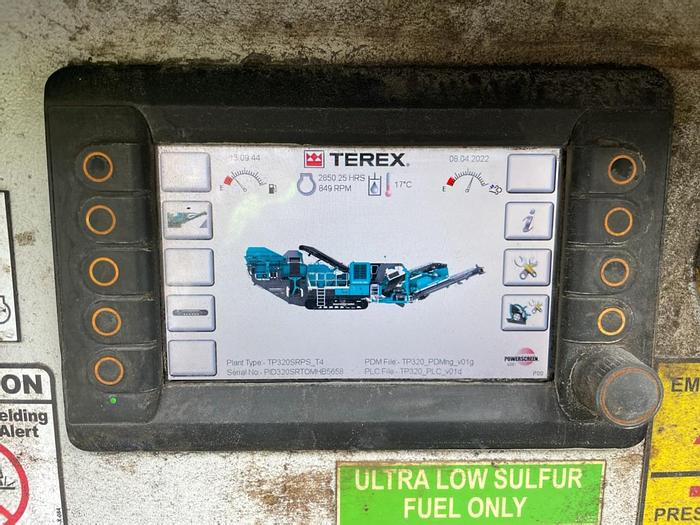 13:09:44
TEREX.
08.04.2022
2850.25 HRS
849 RPM
17°C
E
E
i
Plant Type:- TP320SRPS_T4
PDM File:- TP320_PDMng_v01g
Serial No:- PID320SRTOMHB5658
PLC File:- TP320_PLC_v01d
POWERSCREEN
P00
ON
elding
Alert
ULTRA LOW SULFUR
FUEL ONLY
EM
PRES